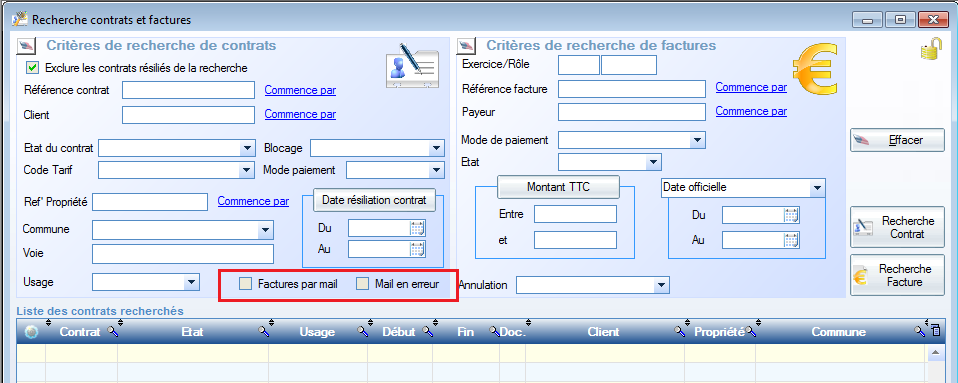 Recherche contrats et factures
Critères de recherche de contrats
Exclure les contrats résiliés de la recherche
Référence contrat
Commence par
Client
Commence par
Etat du contrat
Blocage
Code Tarif
Mode paiement
Ref' Propriété
Commence par
Date résiliation contrat
Du
Au
Commune
Voie
Usage
Factures par mail
Mail en erreur
Critères de recherche de factures
Exercice/Rôle
Référence facture
Commence par
Payeur
Commence par
Mode de paiement
Etat
Montant TTC
Entre
et
Date officielle
Du
Au
Annulation
Effacer
Recherche
Contrat
Recherche
Facture
Liste des contrats recherchés
Contrat Etat Usage Début Fin Doc. Client Propriété Commune